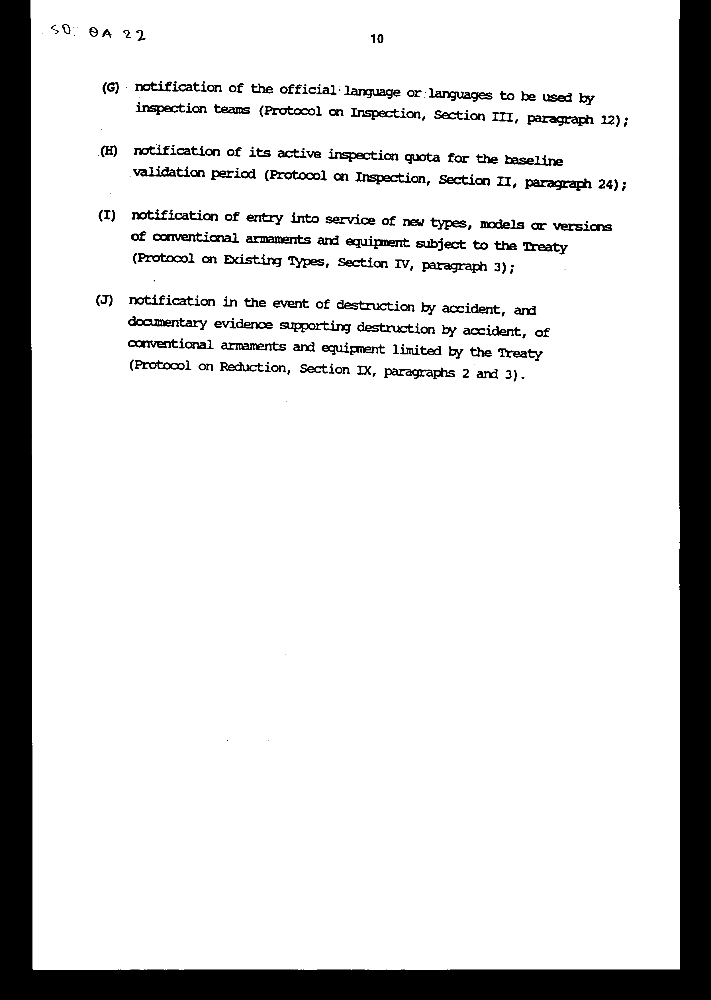 SO ΘA 22
10
(G) notification of the official language or languages to be used by
inspection teams (Protocol on Inspection, Section III, paragraph 12);
(H) notification of its active inspection quota for the baseline
validation period (Protocol on Inspection, Section II, paragraph 24);
(I) notification of entry into service of new types, models or versions
of conventional armaments and equipment subject to the Treaty
(Protocol on Existing Types, Section IV, paragraph 3);
(J) notification in the event of destruction by accident, and
documentary evidence supporting destruction by accident, of
conventional armaments and equipment limited by the Treaty
(Protocol on Reduction, Section IX, paragraphs 2 and 3).